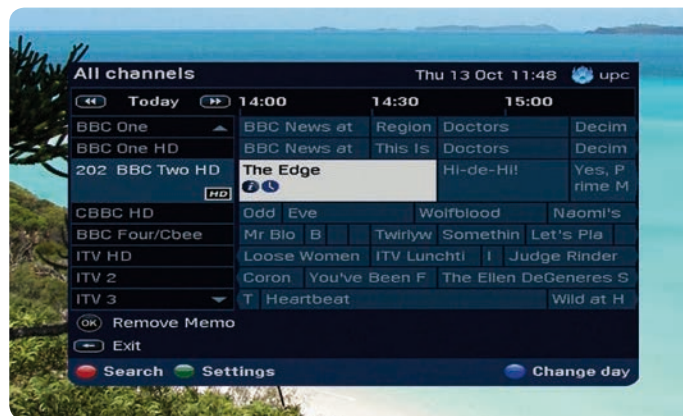 All channels Thu 13 Oct 11:48 upc
Today 14:00 14:30 15:00
BBC One BBC News at Region Doctors Decim
BBC One HD BBC News at This Is Doctors Decim
202 BBC Two HD The Edge Hi-de-Hi! Yes, P
HD rime M
CBBC HD Odd Eve Wolfblood Naomi's
BBC Four/Cbee Mr Blo B Twirlyw Somethin Let's Pla
ITV HD Loose Women ITV Lunchti I Judge Rinder
ITV 2 Coron You've Been F The Ellen DeGeneres S
ITV 3 T Heartbeat Wild at H
OK Remove Memo
Exit
Search Settings Change day